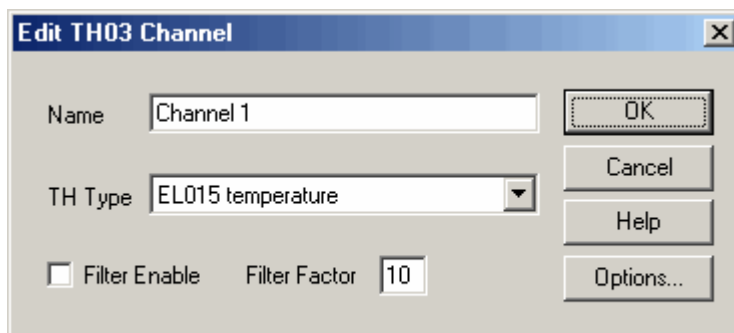 Edit TH03 Channel
Name Channel 1 OK
Cancel
TH Type EL015 temperature
Help
Filter Enable Filter Factor 10 Options...